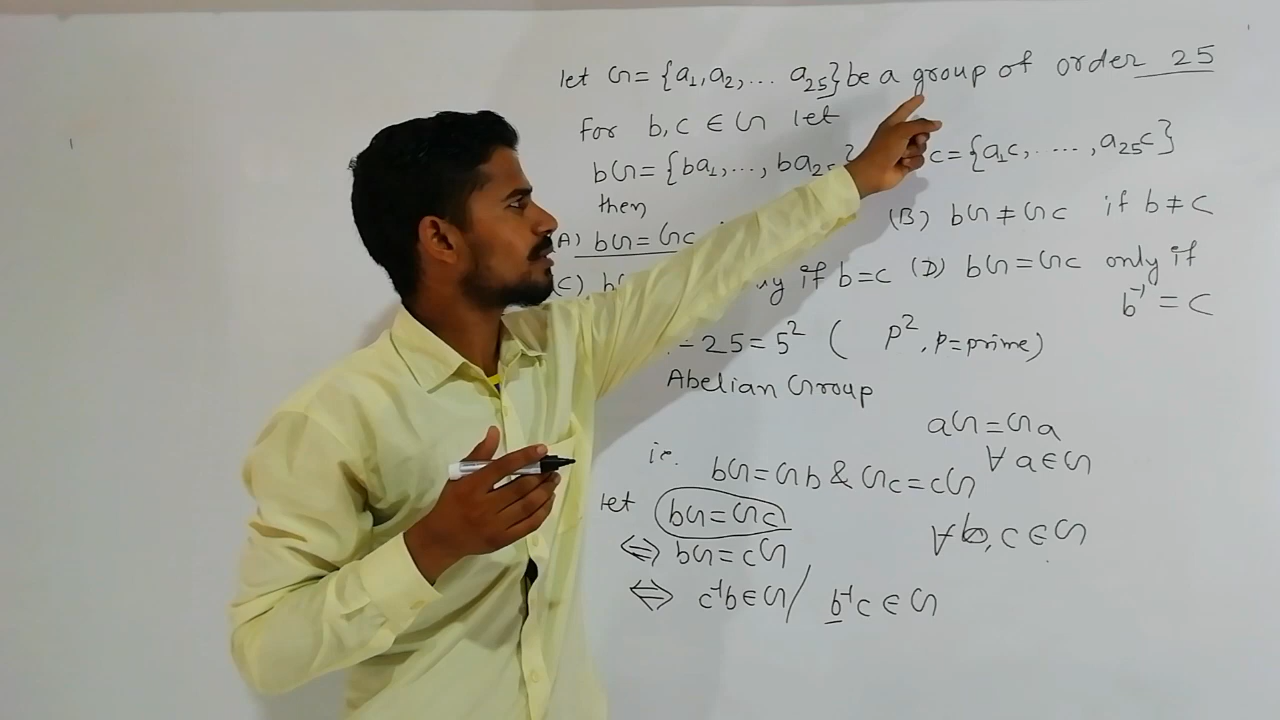 let G = {a₁, a₂, ... a₂₅} be a group of order 25
For b, c ∈ G let
bG = {ba₁, ..., ba₂₅} c = {a₁c, ...., a₂₅c}
then
(A) bG = Gc (B) bG ≠ Gc if b ≠ c
(C) if b = c (D) bG = Gc only if
b⁻¹ = c
- 25 = 5² ( p², p = prime)
Abelian Group
aG = Ga
∀ a ∈ G
ie. bG = Gb & Gc = cG
∀ b, c ∈ G
let bG = Gc
⇔ bG = cG
⇔ c⁻¹b ∈ G / b⁻¹c ∈ G